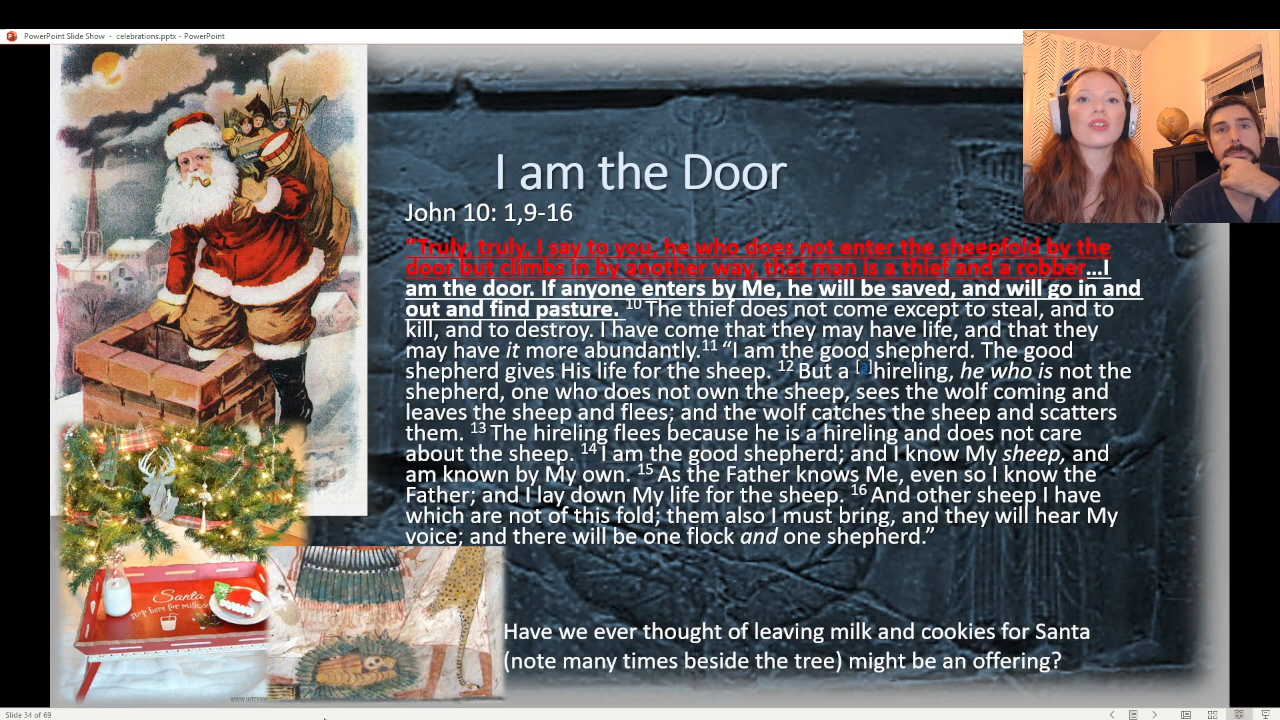 PowerPoint Slide Show - celebrations.pptx - PowerPoint
I am the Door
John 10: 1,9-16
"Truly, truly, I say to you, he who does not enter the sheepfold by the
door but climbs in by another way, that man is a thief and a robber...I
am the door. If anyone enters by Me, he will be saved, and will go in and
out and find pasture. 10 The thief does not come except to steal, and to
kill, and to destroy. I have come that they may have life, and that they
may have it more abundantly.11 "I am the good shepherd. The good
shepherd gives His life for the sheep. 12 But a [a]hireling, he who is not the
shepherd, one who does not own the sheep, sees the wolf coming and
leaves the sheep and flees; and the wolf catches the sheep and scatters
them. 13 The hireling flees because he is a hireling and does not care
about the sheep. 14 I am the good shepherd; and I know My sheep, and
am known by My own. 15 As the Father knows Me, even so I know the
Father; and I lay down My life for the sheep. 16 And other sheep I have
which are not of this fold; them also I must bring, and they will hear My
voice; and there will be one flock and one shepherd."
Santa
stop here for milk
Have we ever thought of leaving milk and cookies for Santa
(note many times beside the tree) might be an offering?
Slide 34 of 69